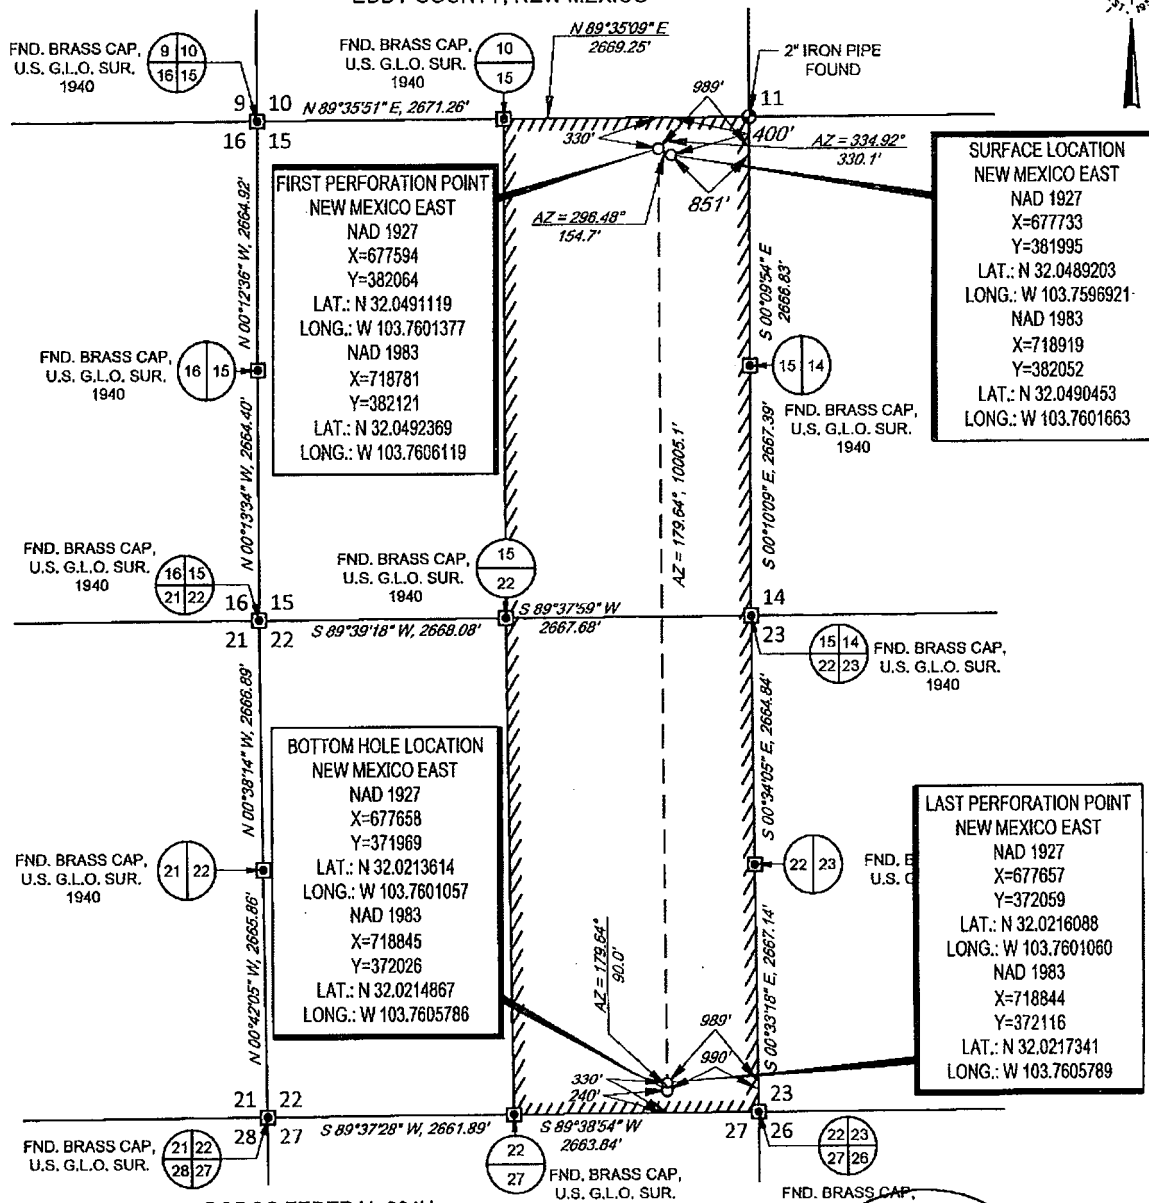 N 89°35'09" E
2669.25'
FND. BRASS CAP,
U.S. G.L.O. SUR.
1940
9 10
16 15
FND. BRASS CAP,
U.S. G.L.O. SUR.
1940
10
15
2" IRON PIPE
FOUND
9 10
16 15
N 89°35'51" E, 2671.26'
11
989'
330'
400'
AZ = 334.92°
330.1'
851'
AZ = 296.48°
154.7'
FIRST PERFORATION POINT
NEW MEXICO EAST
NAD 1927
X=677594
Y=382064
LAT.: N 32.0491119
LONG.: W 103.7601377
NAD 1983
X=718781
Y=382121
LAT.: N 32.0492369
LONG.: W 103.7606119
SURFACE LOCATION
NEW MEXICO EAST
NAD 1927
X=677733
Y=381995
LAT.: N 32.0489203
LONG.: W 103.7596921
NAD 1983
X=718919
Y=382052
LAT.: N 32.0490453
LONG.: W 103.7601663
N 00°12'36" W, 2664.92'
S 00°09'54" E
2666.83'
FND. BRASS CAP,
U.S. G.L.O. SUR.
1940
16 15
15 14
FND. BRASS CAP,
U.S. G.L.O. SUR.
1940
N 00°13'34" W, 2664.40'
AZ = 179.64°, 10005.1'
S 00°10'09" E, 2667.39'
FND. BRASS CAP,
U.S. G.L.O. SUR.
1940
16 15
21 22
FND. BRASS CAP,
U.S. G.L.O. SUR.
1940
15
22
16 15
21 22
S 89°39'18" W, 2668.08'
S 89°37'59" W
2667.68'
14
23
15 14
22 23
FND. BRASS CAP,
U.S. G.L.O. SUR.
1940
N 00°38'14" W, 2666.89'
S 00°34'05" E, 2664.84'
BOTTOM HOLE LOCATION
NEW MEXICO EAST
NAD 1927
X=677658
Y=371969
LAT.: N 32.0213614
LONG.: W 103.7601057
NAD 1983
X=718845
Y=372026
LAT.: N 32.0214867
LONG.: W 103.7605786
LAST PERFORATION POINT
NEW MEXICO EAST
NAD 1927
X=677657
Y=372059
LAT.: N 32.0216088
LONG.: W 103.7601060
NAD 1983
X=718844
Y=372116
LAT.: N 32.0217341
LONG.: W 103.7605789
FND. BRASS CAP,
U.S. G.L.O. SUR.
1940
21 22
22 23
FND.
U.S.
N 00°42'05" W, 2665.86'
AZ = 179.64°
90.0'
S 00°33'18" E, 2667.14'
989'
990'
330'
240'
21 22
28 27
S 89°37'28" W, 2661.89'
S 89°38'54" W
2663.84'
23
27 26
FND. BRASS CAP,
U.S. G.L.O. SUR.
21 22
28 27
22
27
FND. BRASS CAP,
U.S. G.L.O. SUR.
22 23
27 26
FND. BRASS CAP,